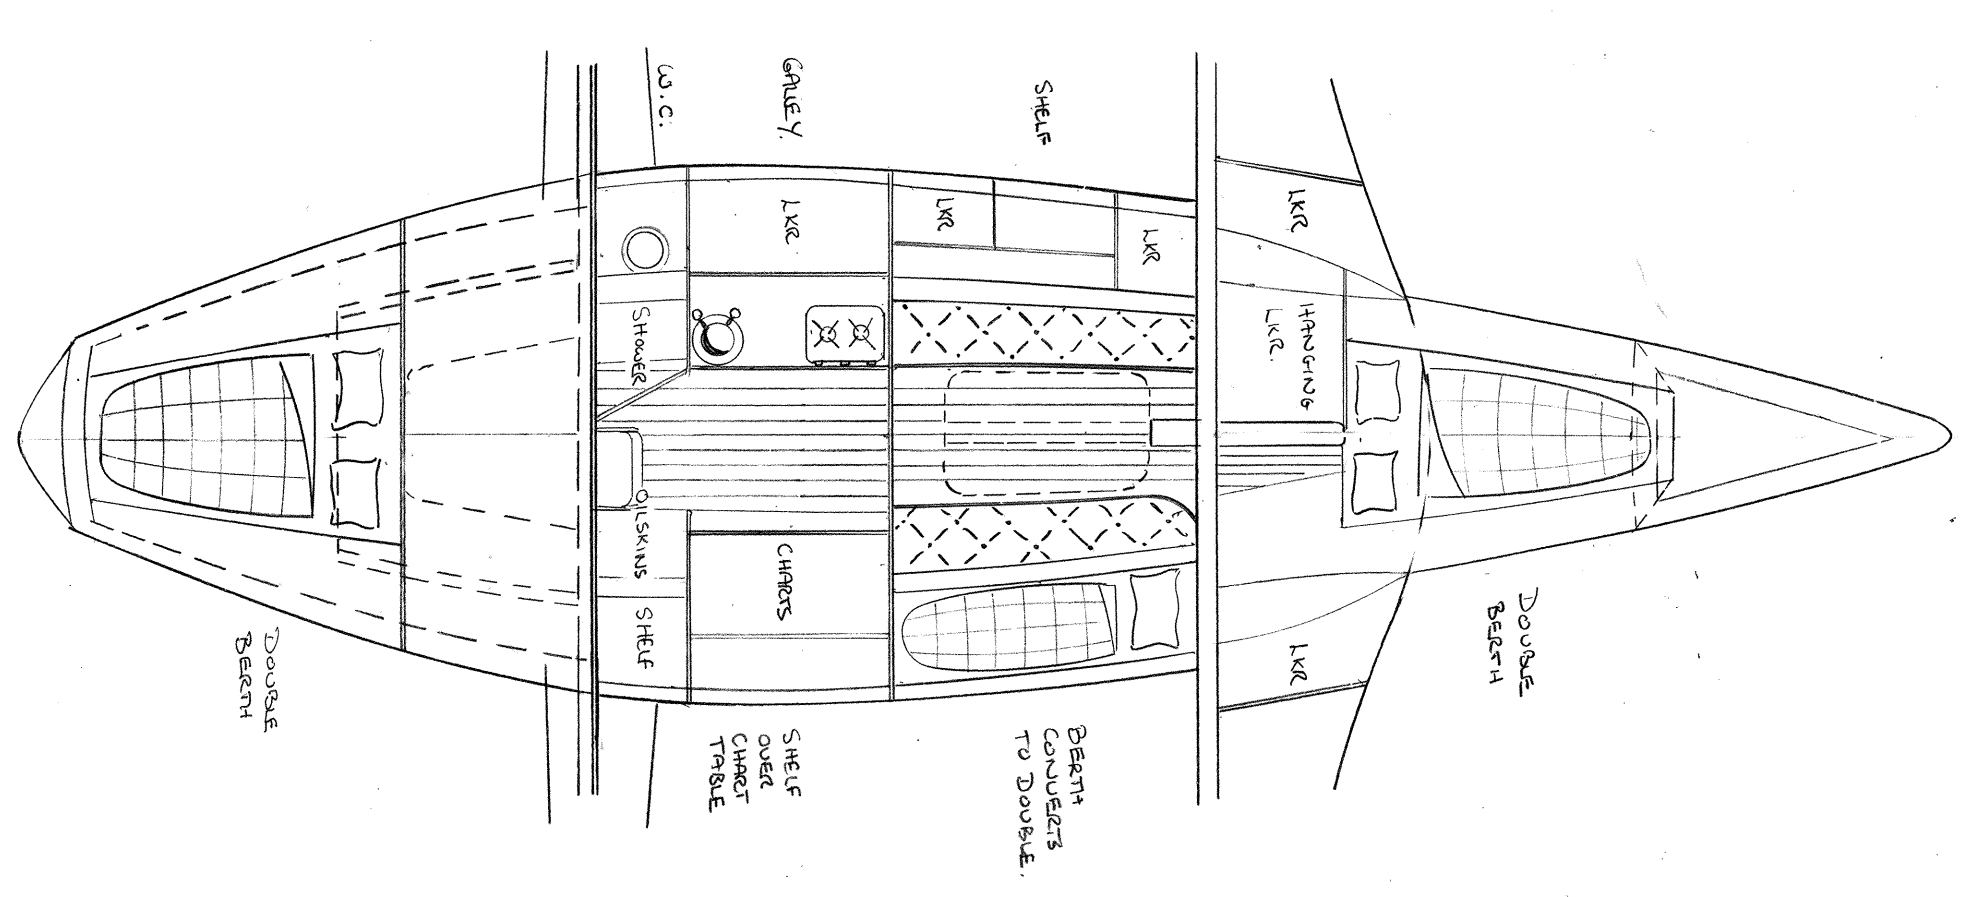 W.C.
GALLEY
SHELF
LKR
LKR
LKR
LKR
SHOWER
HANGING
LKR.
OILSKINS
CHARTS
SHELF
LKR
DOUBLE
BERTH
DOUBLE
BERTH
SHELF
OVER
CHART
TABLE
BERTH
CONVERTS
TO DOUBLE.